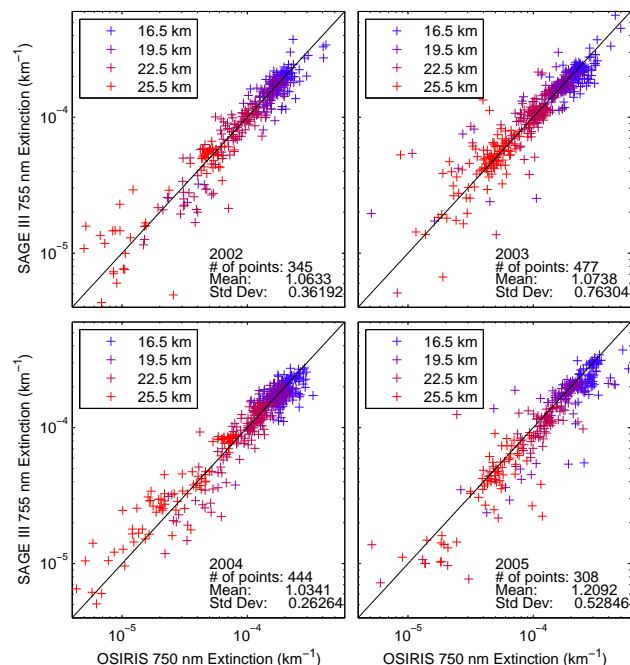 16.5 km
19.5 km
22.5 km
25.5 km
SAGE III 755 nm Extinction (km⁻¹)
10⁻⁴
10⁻⁵
2002
# of points: 345
Mean: 1.0633
Std Dev: 0.36192
16.5 km
19.5 km
22.5 km
25.5 km
2003
# of points: 477
Mean: 1.0738
Std Dev: 0.76304
16.5 km
19.5 km
22.5 km
25.5 km
SAGE III 755 nm Extinction (km⁻¹)
10⁻⁴
10⁻⁵
2004
# of points: 444
Mean: 1.0341
Std Dev: 0.26264
10⁻⁵ 10⁻⁴
OSIRIS 750 nm Extinction (km⁻¹)
16.5 km
19.5 km
22.5 km
25.5 km
2005
# of points: 308
Mean: 1.2092
Std Dev: 0.52846
10⁻⁵ 10⁻⁴
OSIRIS 750 nm Extinction (km⁻¹)